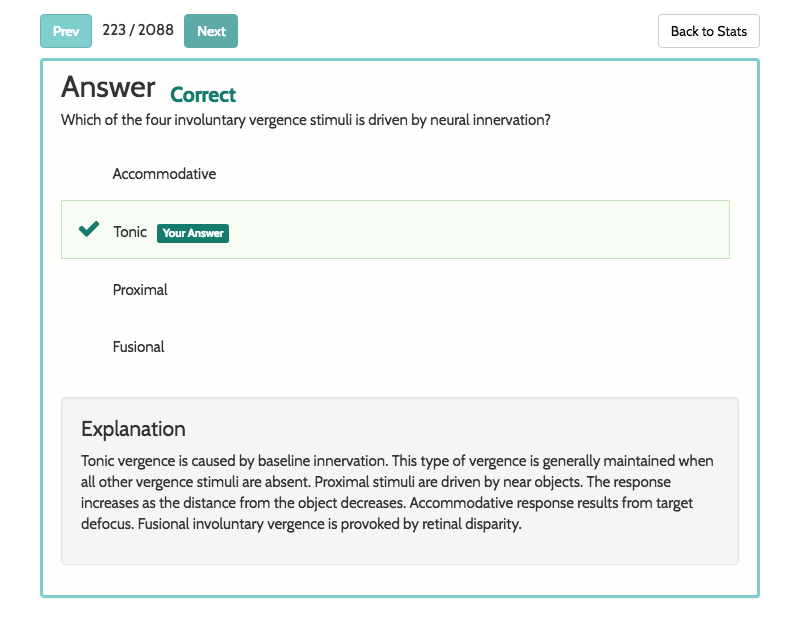 Prev 223 / 2088 Next Back to Stats
Answer Correct
Which of the four involuntary vergence stimuli is driven by neural innervation?
Accommodative
Tonic Your Answer
Proximal
Fusional
Explanation
Tonic vergence is caused by baseline innervation. This type of vergence is generally maintained when
all other vergence stimuli are absent. Proximal stimuli are driven by near objects. The response
increases as the distance from the object decreases. Accommodative response results from target
defocus. Fusional involuntary vergence is provoked by retinal disparity.